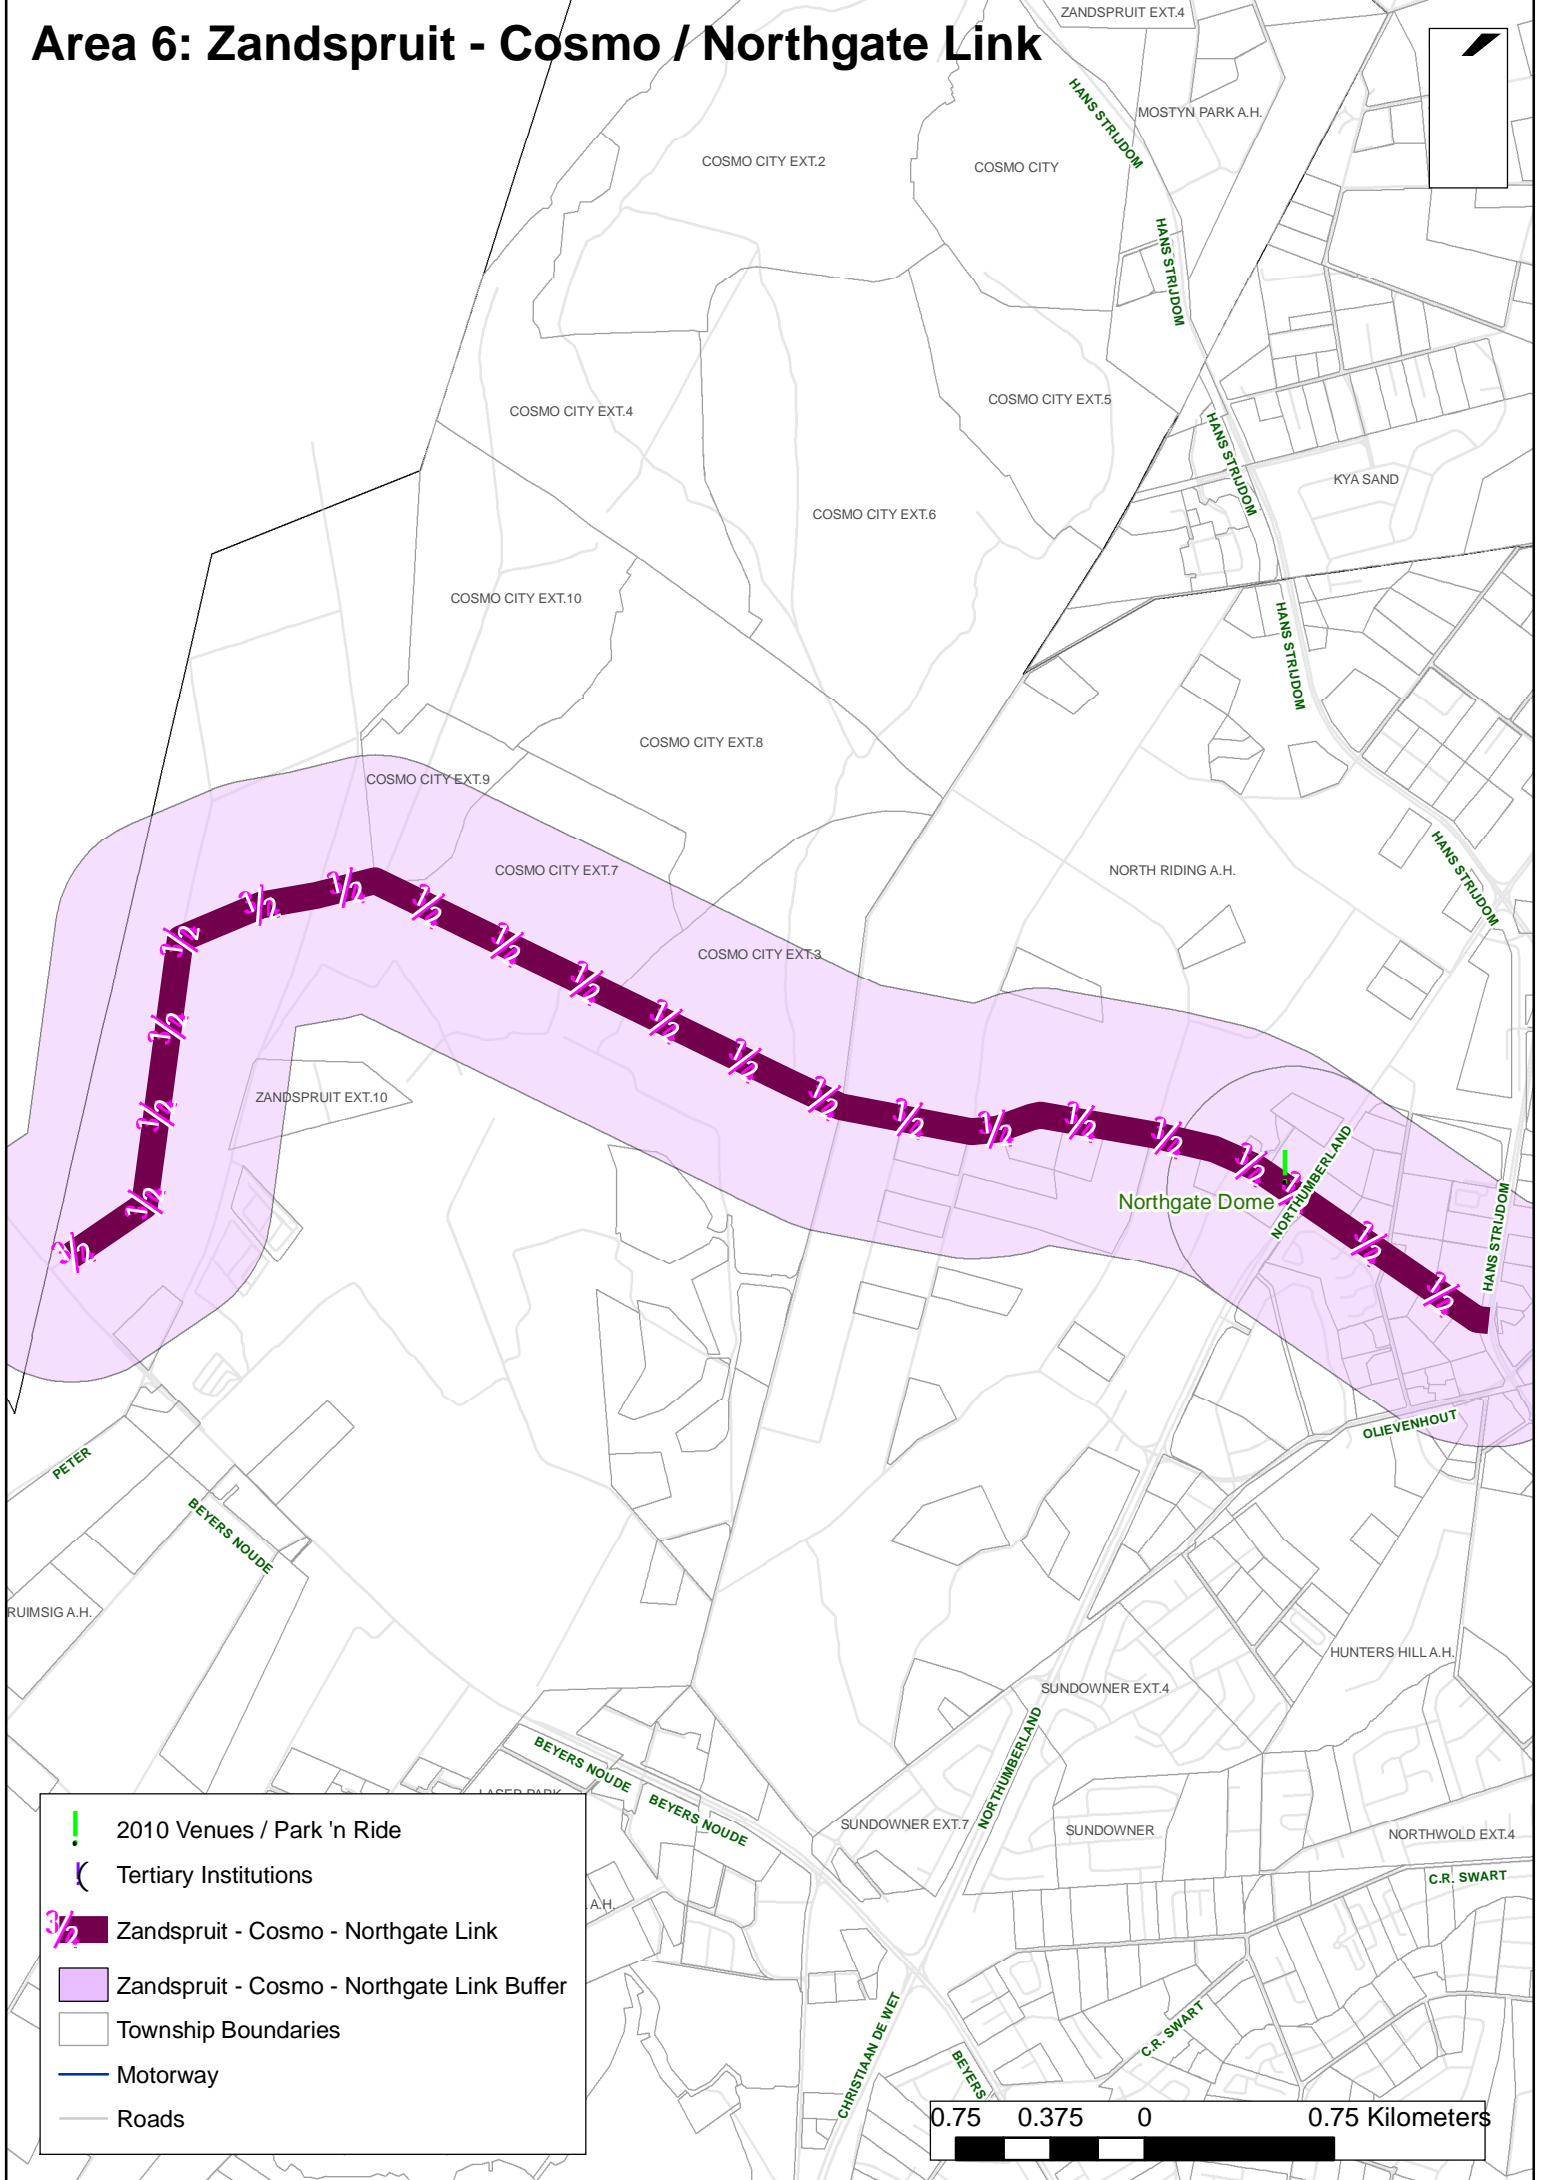 Area 6: Zandspruit - Cosmo / Northgate Link
ZANDSPRUIT EXT.4
HANS STRIJDOM
MOSTYN PARK A.H.
COSMO CITY EXT.2
COSMO CITY
HANS STRIJDOM
COSMO CITY EXT.4
COSMO CITY EXT.5
HANS STRIJDOM
KYA SAND
COSMO CITY EXT.6
COSMO CITY EXT.10
HANS STRIJDOM
COSMO CITY EXT.8
COSMO CITY EXT.9
COSMO CITY EXT.7
NORTH RIDING A.H.
HANS STRIJDOM
COSMO CITY EXT.3
ZANDSPRUIT EXT.10
NORTHUMBERLAND
Northgate Dome
HANS STRIJDOM
OLIEVENHOUT
PETER
BEYERS NOUDE
RUIMSIG A.H.
HUNTERS HILL A.H.
SUNDOWNER EXT.4
NORTHUMBERLAND
BEYERS NOUDE
LASER PARK
BEYERS NOUDE
SUNDOWNER EXT.7
SUNDOWNER
NORTHWOLD EXT.4
C.R. SWART
A.H.
2010 Venues / Park 'n Ride
Tertiary Institutions
Zandspruit - Cosmo - Northgate Link
Zandspruit - Cosmo - Northgate Link Buffer
Township Boundaries
Motorway
Roads
CHRISTIAAN DE WET
BEYERS
C.R. SWART
0.75 0.375 0 0.75 Kilometers